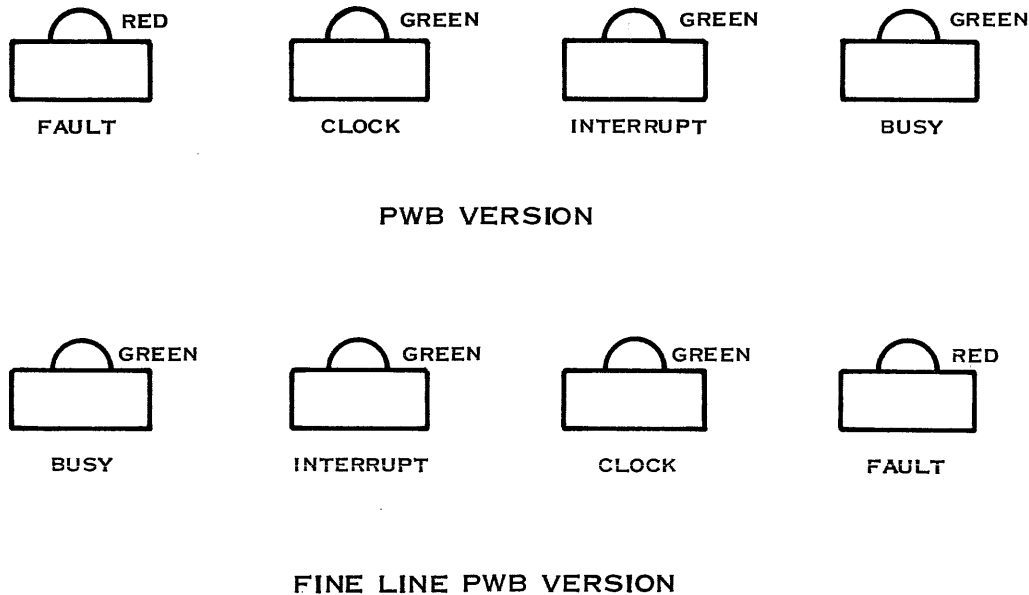 RED GREEN GREEN GREEN
FAULT CLOCK INTERRUPT BUSY
PWB VERSION
GREEN GREEN GREEN RED
BUSY INTERRUPT CLOCK FAULT
FINE LINE PWB VERSION